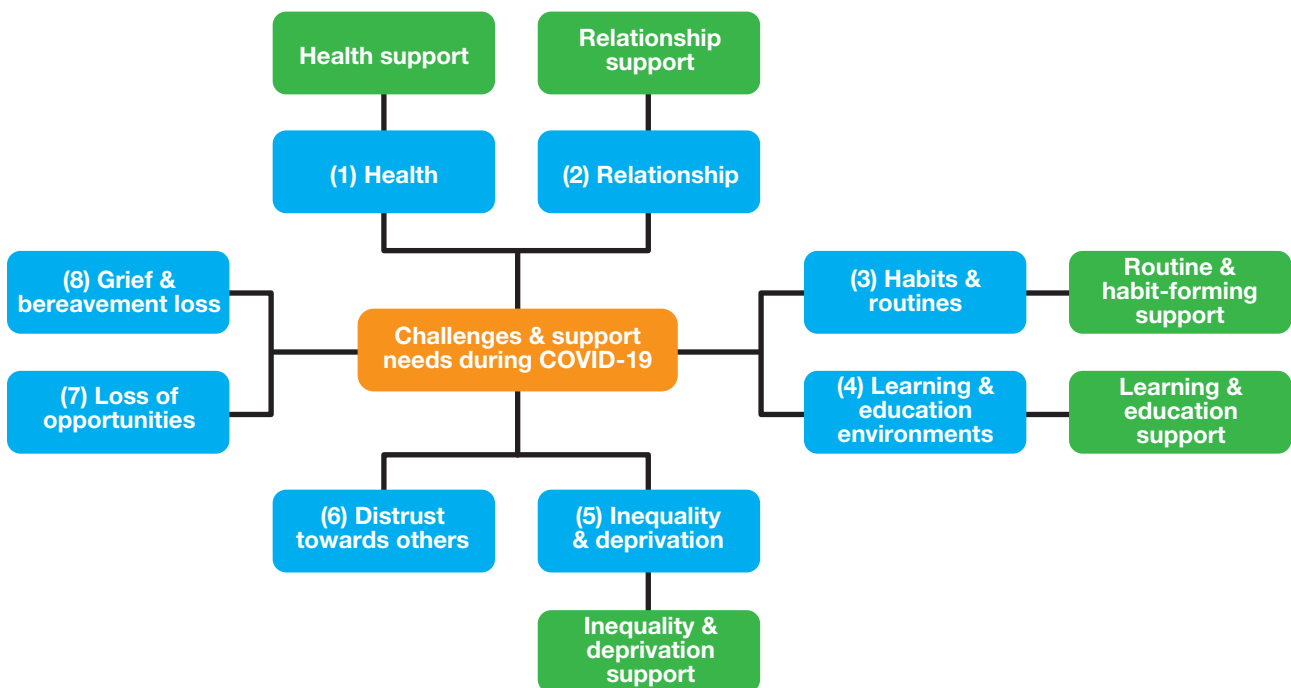 Health support
Relationship
support
(1) Health
(2) Relationship
(8) Grief &
bereavement loss
(3) Habits &
routines
Routine &
habit-forming
support
Challenges & support
needs during COVID-19
(7) Loss of
opportunities
(4) Learning &
education
environments
Learning &
education
support
(6) Distrust
towards others
(5) Inequality
& deprivation
Inequality &
deprivation
support